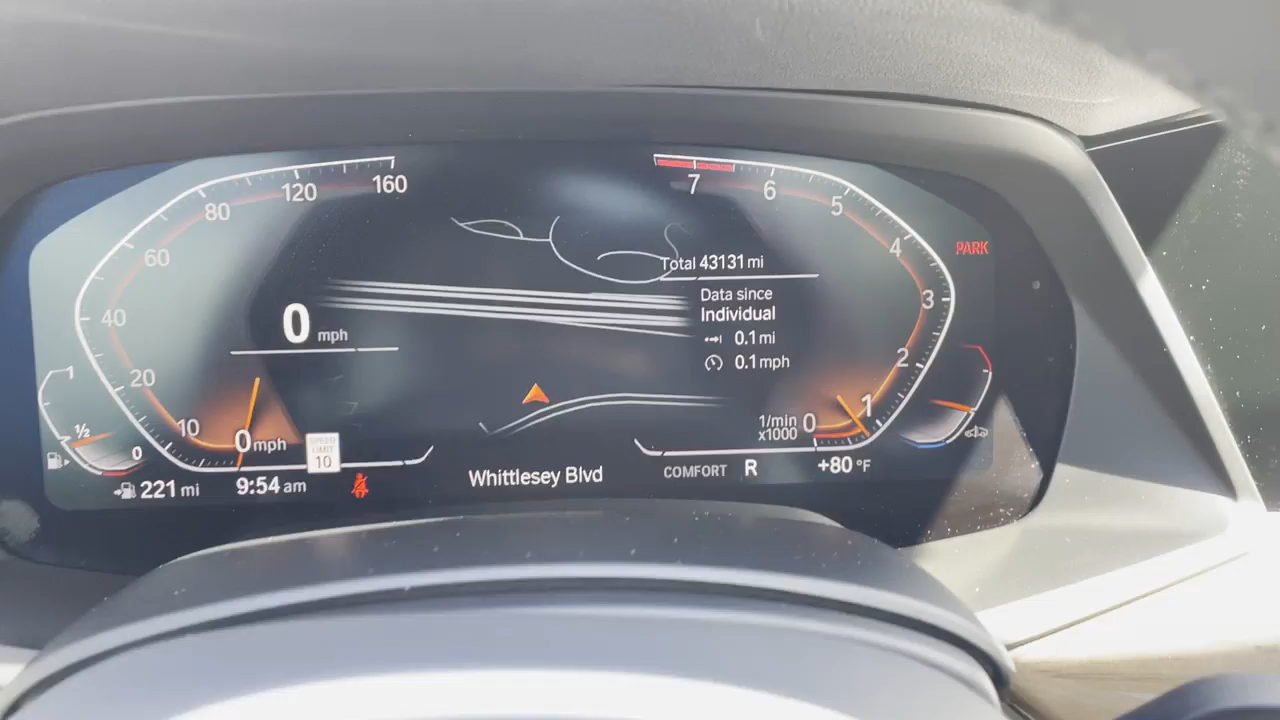 160
120
80
60
40
20
10
0 mph
0 mph
SPEED LIMIT
10
1
½
0
221 mi
9:54 am
Whittlesey Blvd
Total 43131 mi
Data since
Individual
0.1 mi
0.1 mph
7
6
5
4
3
2
1
0
1/min
x1000
PARK
COMFORT R
+80 °F